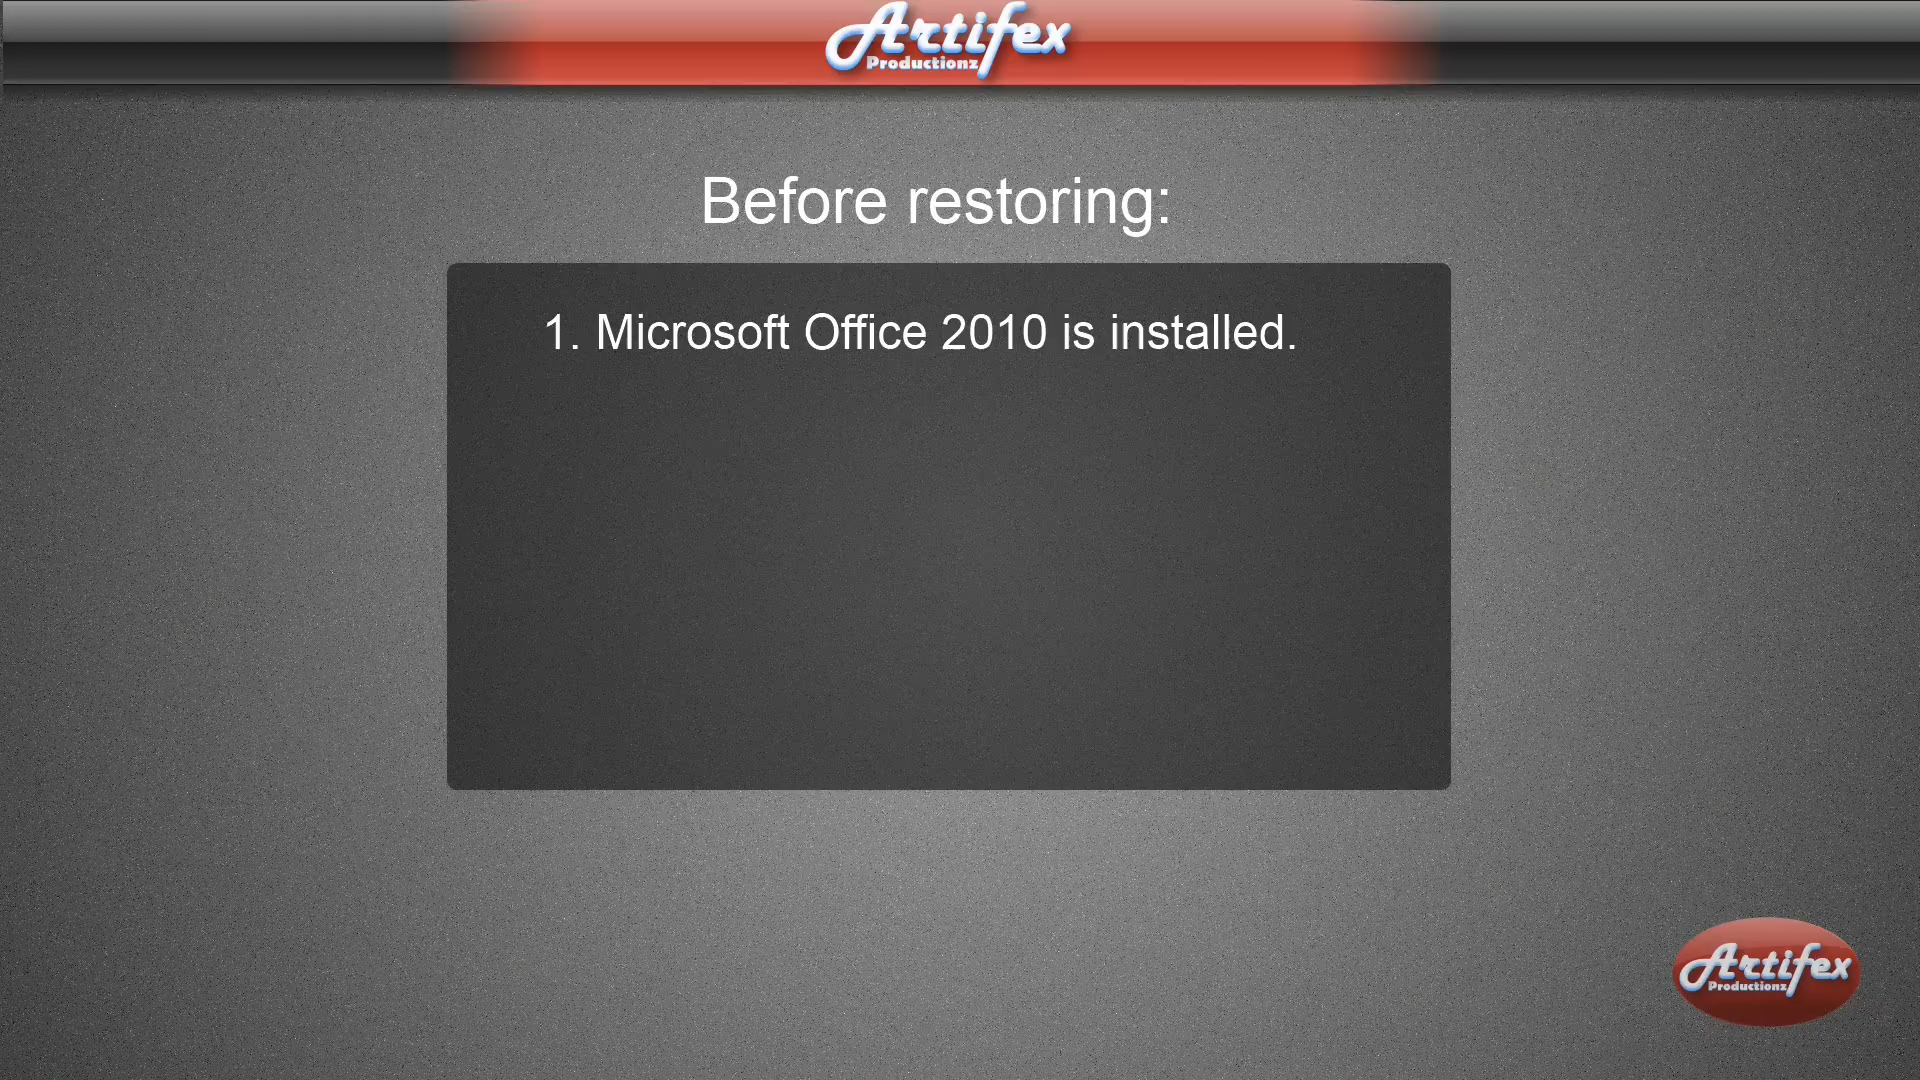 Artifex
Productionz
Before restoring:
1. Microsoft Office 2010 is installed.
Artifex
Productionz